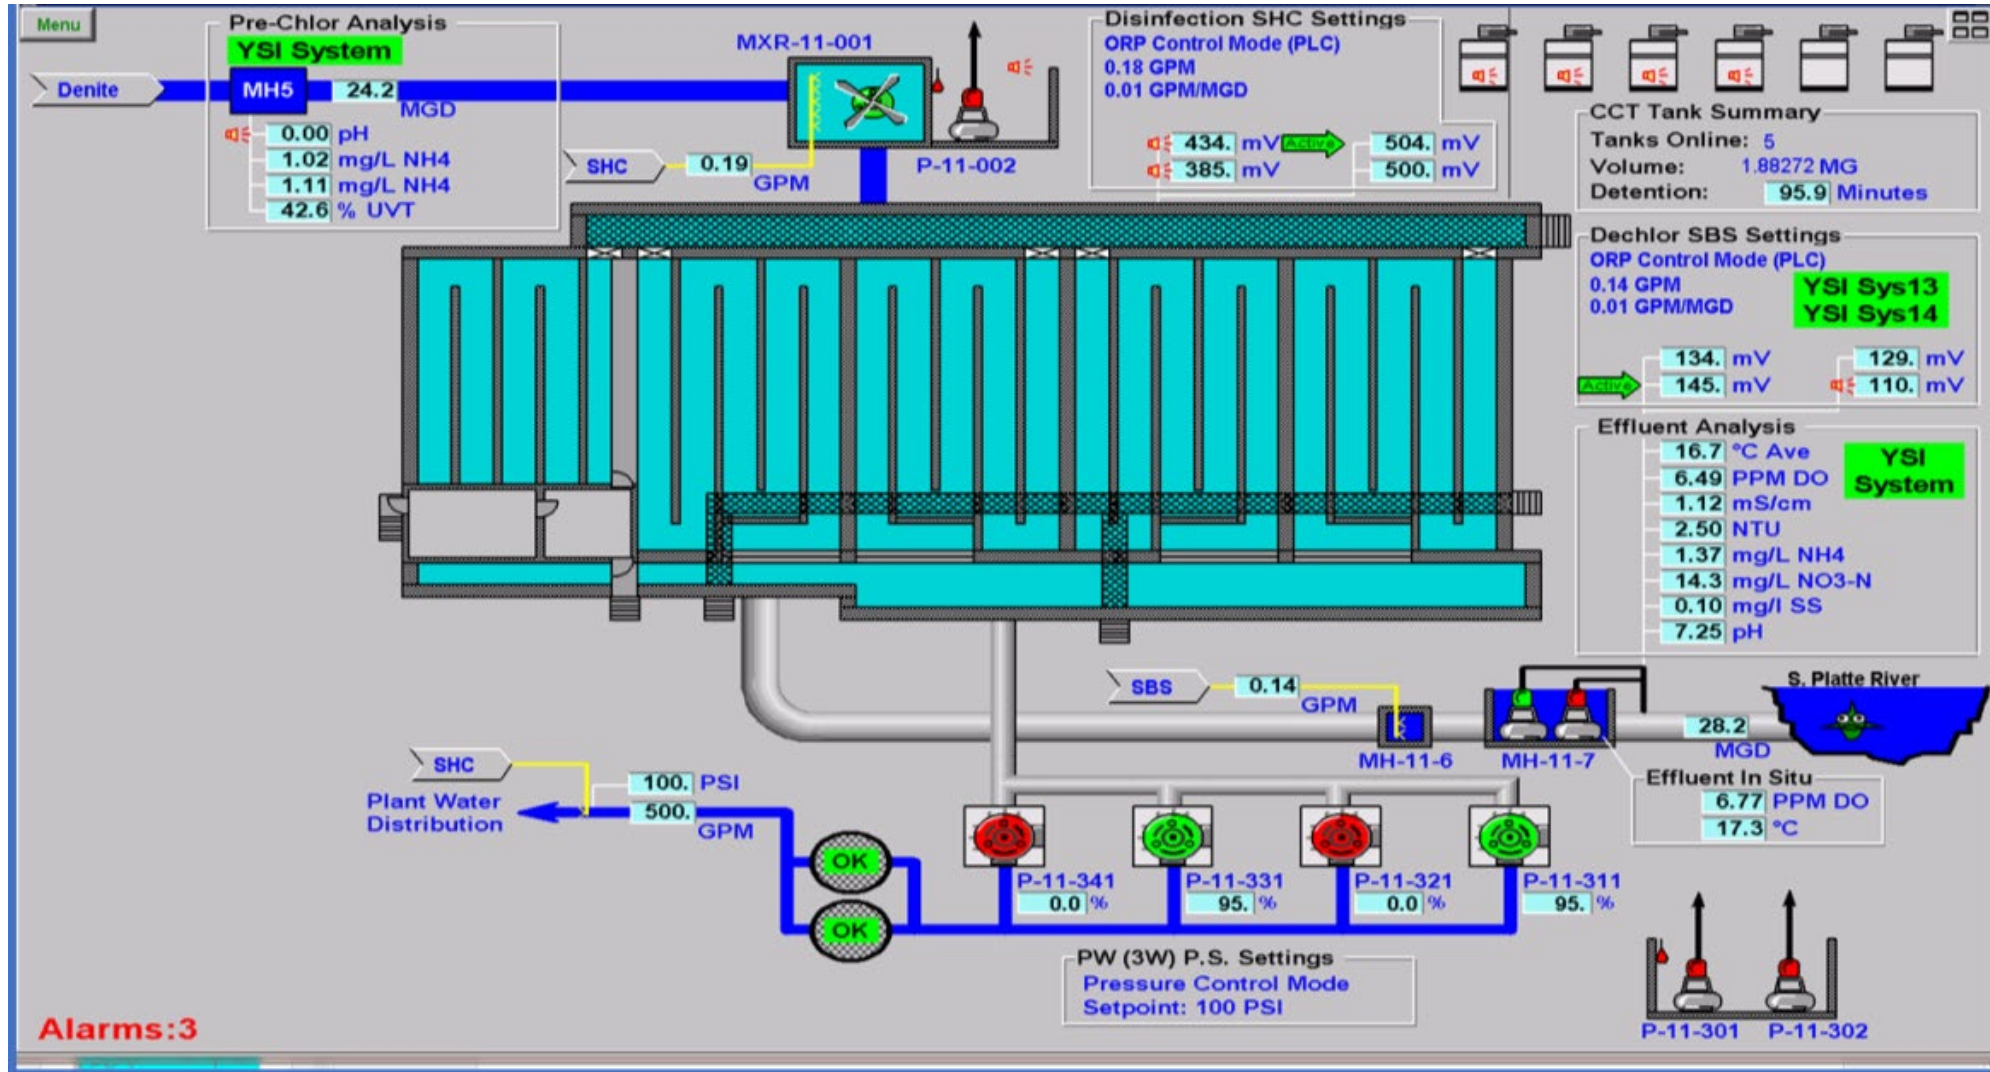 Menu
Pre-Chlor Analysis
YSI System
Denite
MH5
24.2
MGD
0.00 pH
1.02 mg/L NH4
1.11 mg/L NH4
42.6 % UVT
MXR-11-001
SHC
0.19
GPM
P-11-002
Disinfection SHC Settings
ORP Control Mode (PLC)
0.18 GPM
0.01 GPM/MGD
434. mV Active 504. mV
385. mV 500. mV
CCT Tank Summary
Tanks Online: 5
Volume: 1.88272 MG
Detention: 95.9 Minutes
Dechlor SBS Settings
ORP Control Mode (PLC)
0.14 GPM
0.01 GPM/MGD
YSI Sys13
YSI Sys14
134. mV 129. mV
Active 145. mV 110. mV
Effluent Analysis
YSI
System
16.7 °C Ave
6.49 PPM DO
1.12 mS/cm
2.50 NTU
1.37 mg/L NH4
14.3 mg/L NO3-N
0.10 mg/l SS
7.25 pH
SBS
0.14
GPM
MH-11-6
MH-11-7
28.2
MGD
S. Platte River
Effluent In Situ
6.77 PPM DO
17.3 °C
SHC
Plant Water
Distribution
100. PSI
500.
GPM
OK
OK
P-11-341
0.0 %
P-11-331
95. %
P-11-321
0.0 %
P-11-311
95. %
PW (3W) P.S. Settings
Pressure Control Mode
Setpoint: 100 PSI
P-11-301
P-11-302
Alarms:3